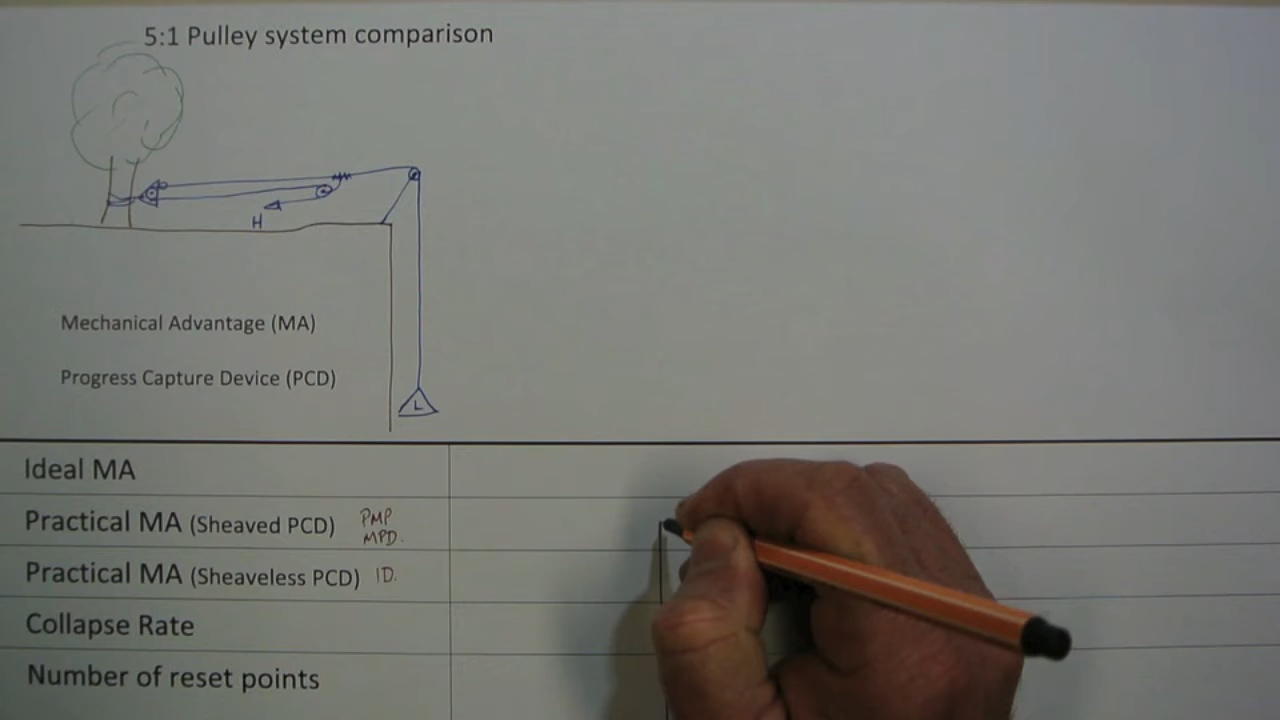 5:1 Pulley system comparison
H
Mechanical Advantage (MA)
Progress Capture Device (PCD)
L
Ideal MA
Practical MA (Sheaved PCD) PMP
MPD.
Practical MA (Sheaveless PCD) ID.
Collapse Rate
Number of reset points